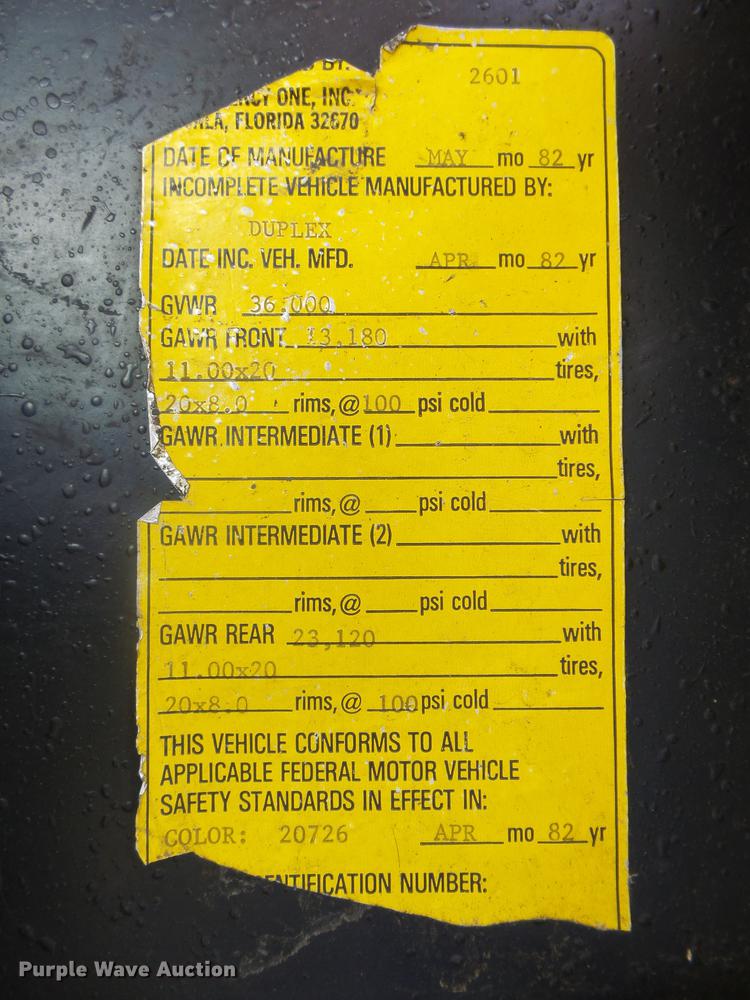 BY:
2601
ONE, INC.
FLORIDA 32670
DATE OF MANUFACTURE MAY mo 82 yr
INCOMPLETE VEHICLE MANUFACTURED BY:
DUPLEX
DATE INC. VEH. MFD. APR mo 82 yr
GVWR 36,000
GAWR FRONT 13,180 with
11.00x20 tires,
20x8.0 rims, @ 100 psi cold
GAWR INTERMEDIATE (1) with
tires,
rims, @ psi cold
GAWR INTERMEDIATE (2) with
tires,
rims, @ psi cold
GAWR REAR 23,120 with
11.00x20 tires,
20x8.0 rims, @ 100 psi cold
THIS VEHICLE CONFORMS TO ALL
APPLICABLE FEDERAL MOTOR VEHICLE
SAFETY STANDARDS IN EFFECT IN:
COLOR: 20726 APR mo 82 yr
ENTIFICATION NUMBER:
Purple Wave Auction